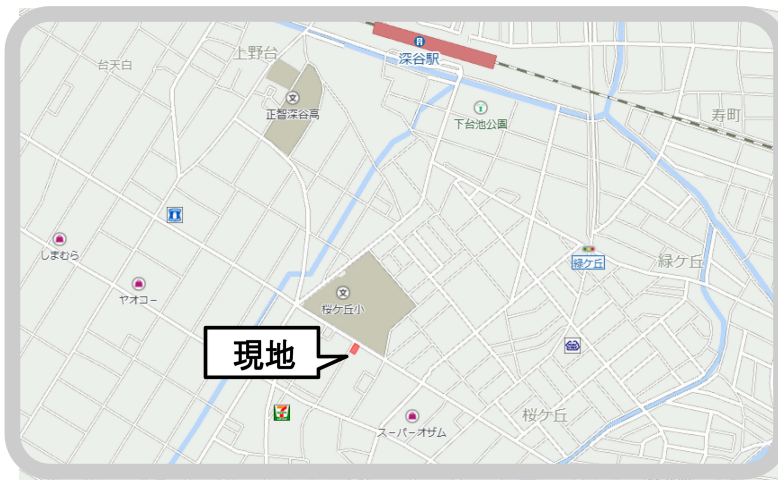 上野台
台天白
深谷駅
正智深谷高
下台池公園
寿町
しまむら
ヤオコー
緑ケ丘
緑ケ丘
桜ケ丘小
現地
7
スーパーオザム
桜ケ丘